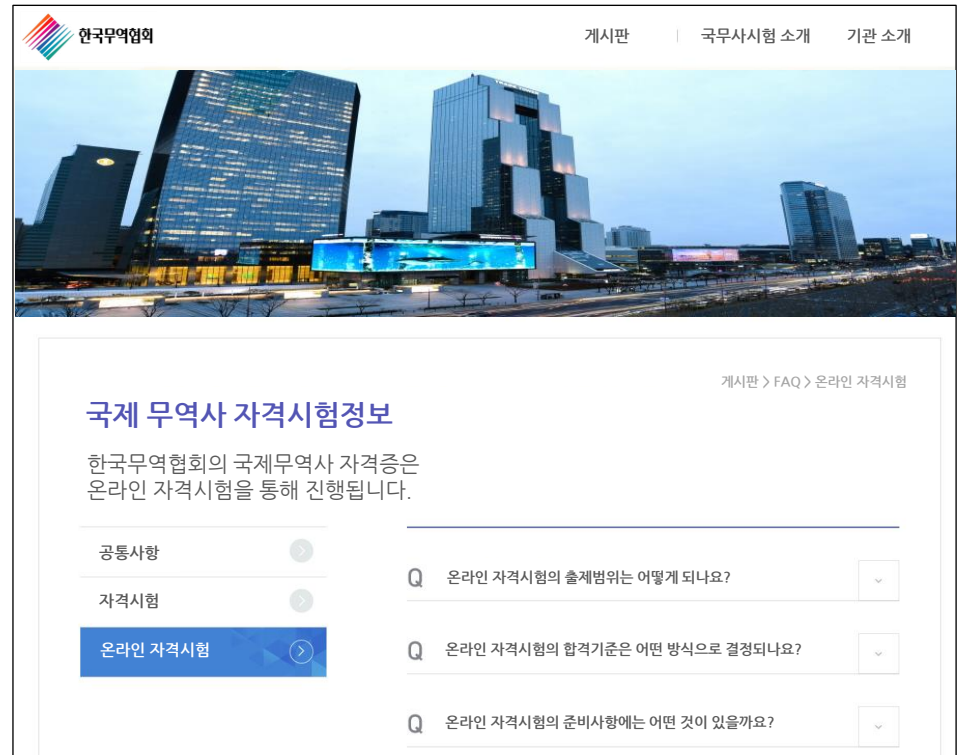 한국무역협회
게시판
국무사시험 소개
기관 소개
게시판 > FAQ > 온라인 자격시험
국제 무역사 자격시험정보
한국무역협회의 국제무역사 자격증은
온라인 자격시험을 통해 진행됩니다.
공통사항
자격시험
온라인 자격시험
Q 온라인 자격시험의 출제범위는 어떻게 되나요?
Q 온라인 자격시험의 합격기준은 어떤 방식으로 결정되나요?
Q 온라인 자격시험의 준비사항에는 어떤 것이 있을까요?